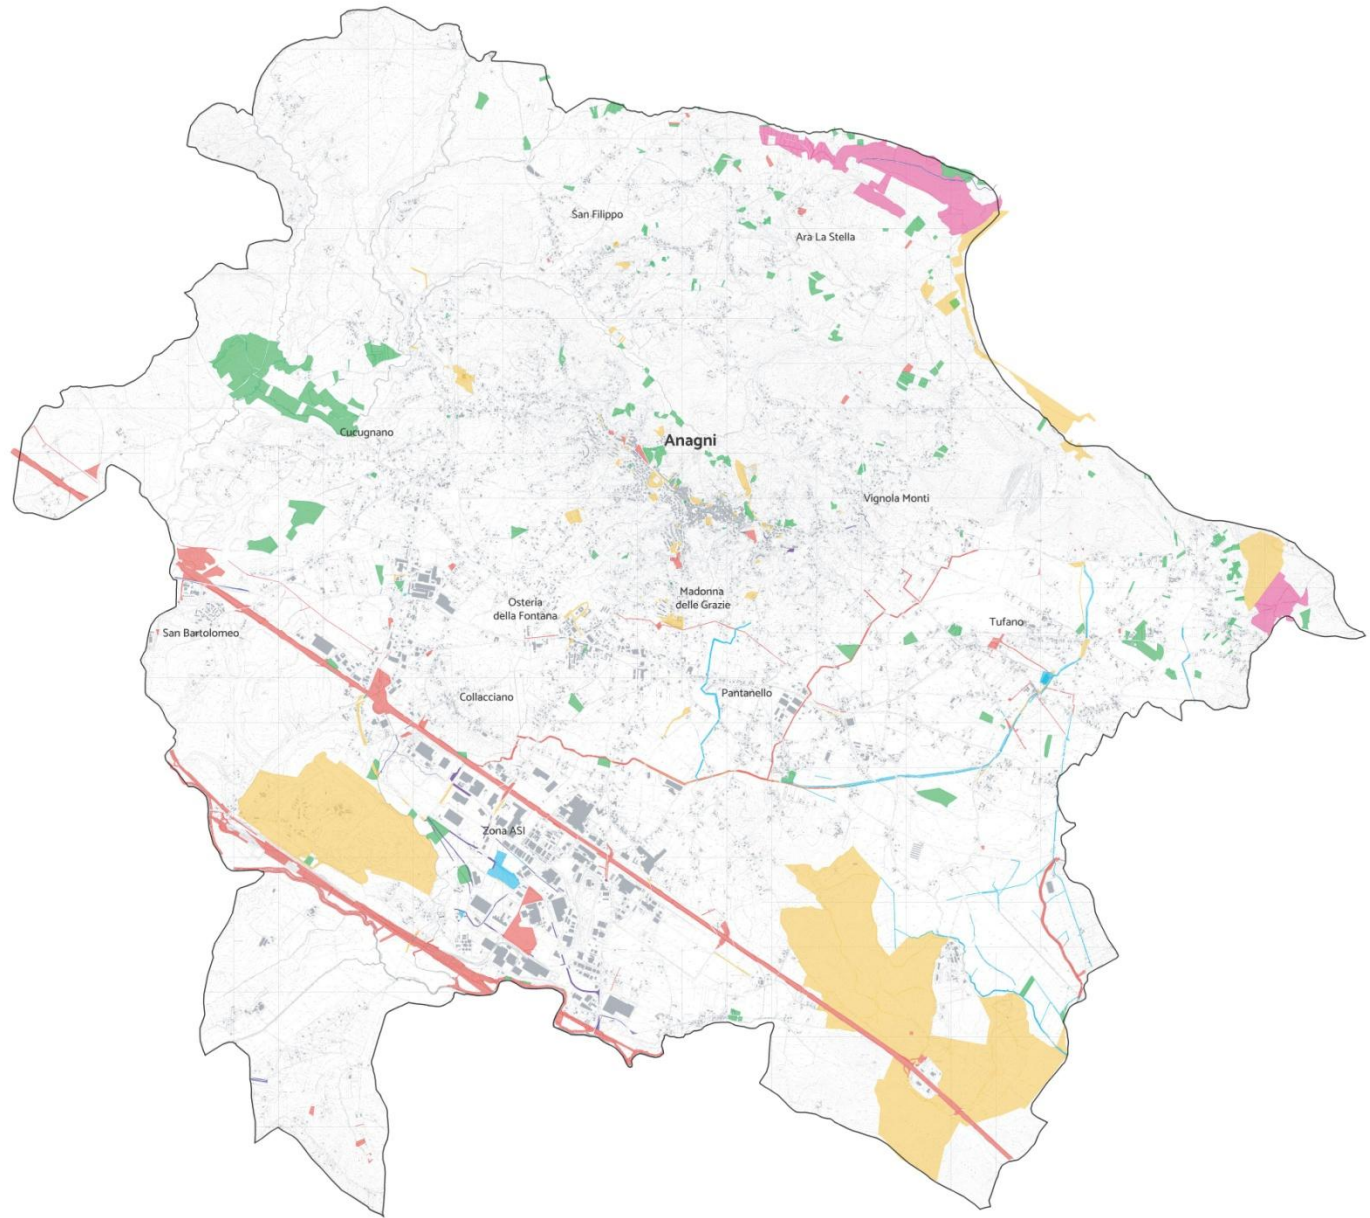 San Filippo
Ara La Stella
Cucugnano
Anagni
Vignola Monti
Osteria
della Fontana
Madonna
delle Grazie
San Bartolomeo
Tufano
Collacciano
Pantanello
Zona ASI